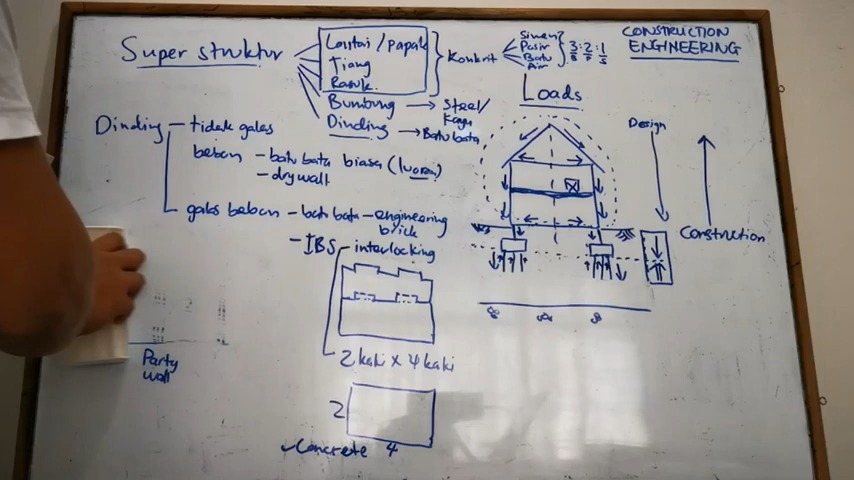 CONSTRUCTION
ENGINEERING
Super struktur
Lantai / Papak
Tiang
Rasuk
Bumbung → Steel/
Kayu
Dinding → Batu bata
Konkrit
Simen
Pasir
Batu
Air
3:2:1
Loads
Dinding – tidak galas
beban – batu bata biasa (1 
– drywall
galas beban – batu bata – engineering
brick
– IBS – interlocking
2 kaki x 4 kaki
2
Concrete 4
Party
wall
Design
Construction